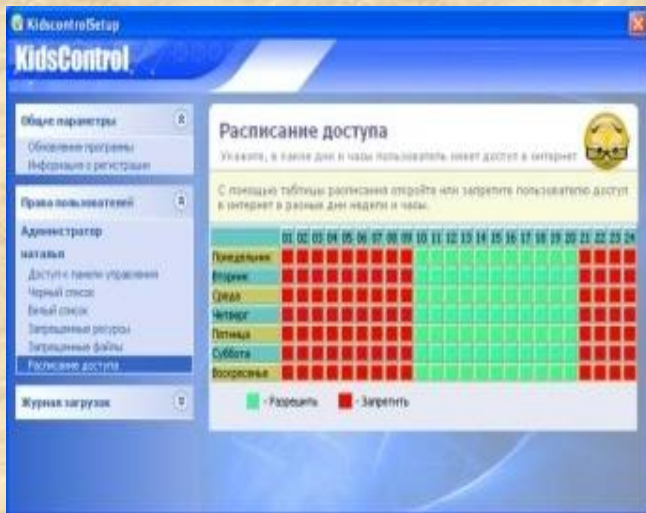 KidscontrolSetup
KidsControl
Общие параметры
Обновление программы
Информация о регистрации
Права пользователей
Администратор
наталья
Доступ к панели управления
Черный список
Белый список
Запрещенные ресурсы
Запрещенные файлы
Расписание доступа
Журнал загрузок
Расписание доступа
Укажите, в какие дни и часы пользователь имеет доступ в интернет
С помощью таблицы расписания откройте или запретите пользователю доступ
в интернет в разные дни недели и часы.
01 02 03 04 05 06 07 08 09 10 11 12 13 14 15 16 17 18 19 20 21 22 23 24
Понедельник
Вторник
Среда
Четверг
Пятница
Суббота
Воскресенье
- Разрешить - Запретить